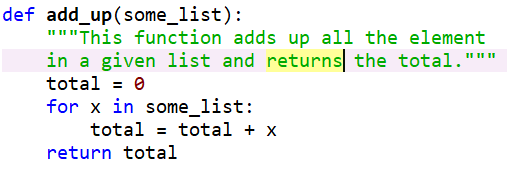 def add_up(some_list):
    """This function adds up all the element
    in a given list and returns the total."""
    total = 0
    for x in some_list:
        total = total + x
    return total